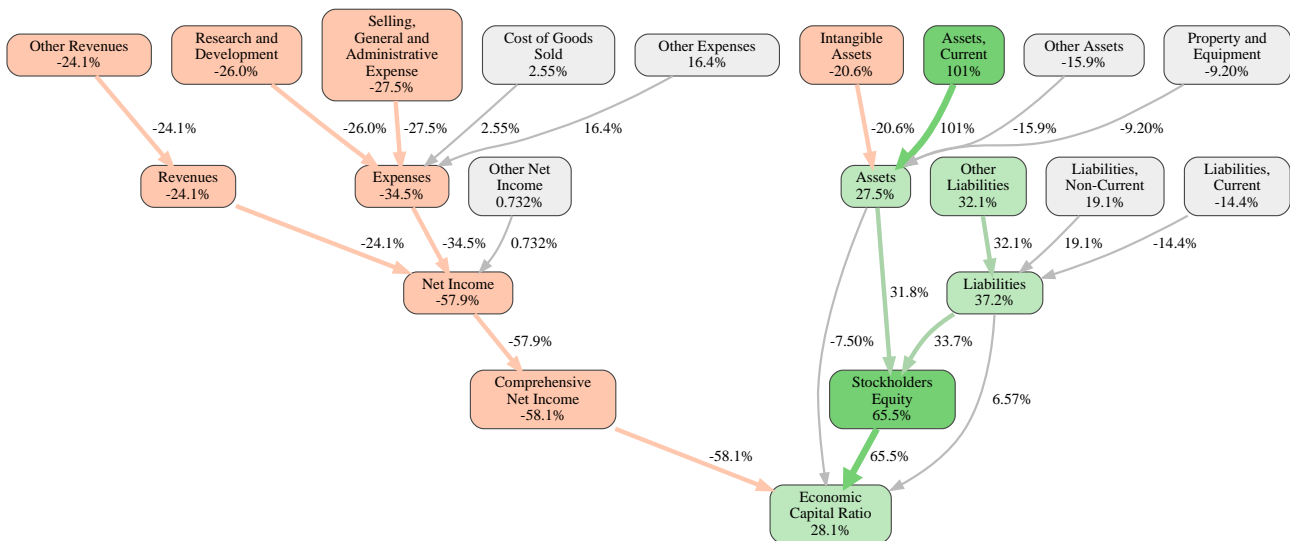 Other Revenues
-24.1%
Research and
Development
-26.0%
Selling,
General and
Administrative
Expense
-27.5%
Cost of Goods
Sold
2.55%
Other Expenses
16.4%
Intangible
Assets
-20.6%
Assets,
Current
101%
Other Assets
-15.9%
Property and
Equipment
-9.20%
-24.1%
-26.0%
-27.5%
2.55%
16.4%
-20.6%
101%
-15.9%
-9.20%
Revenues
-24.1%
Expenses
-34.5%
Other Net
Income
0.732%
Assets
27.5%
Other
Liabilities
32.1%
Liabilities,
Non-Current
19.1%
Liabilities,
Current
-14.4%
-24.1%
-34.5%
0.732%
32.1%
19.1%
-14.4%
Net Income
-57.9%
Liabilities
37.2%
31.8%
-57.9%
-7.50%
33.7%
Comprehensive
Net Income
-58.1%
Stockholders
Equity
65.5%
6.57%
-58.1%
65.5%
Economic
Capital Ratio
28.1%